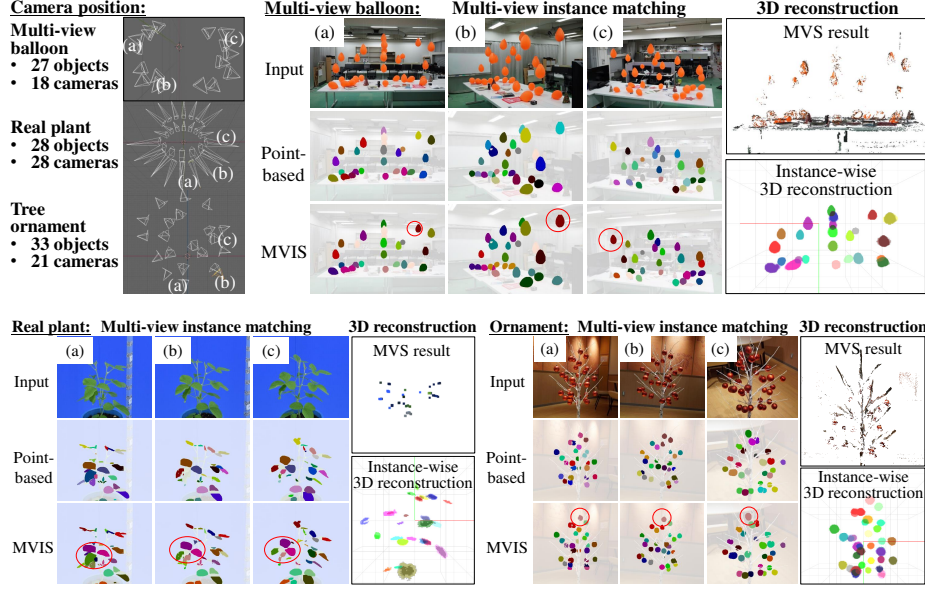 Camera position:
Multi-view
balloon
• 27 objects
• 18 cameras
(a)
(c)
(b)
Real plant
• 28 objects
• 28 cameras
(c)
(a)
(b)
Tree
ornament
• 33 objects
• 21 cameras
(c)
(a)
(b)
Multi-view balloon: Multi-view instance matching
(a)
(b)
(c)
Input
Point-
based
MVIS
3D reconstruction
MVS result
Instance-wise
3D reconstruction
Real plant: Multi-view instance matching
(a)
(b)
(c)
Input
Point-
based
MVIS
3D reconstruction
MVS result
Instance-wise
3D reconstruction
Ornament: Multi-view instance matching
(a)
(b)
(c)
Input
Point-
based
MVIS
3D reconstruction
MVS result
Instance-wise
3D reconstruction